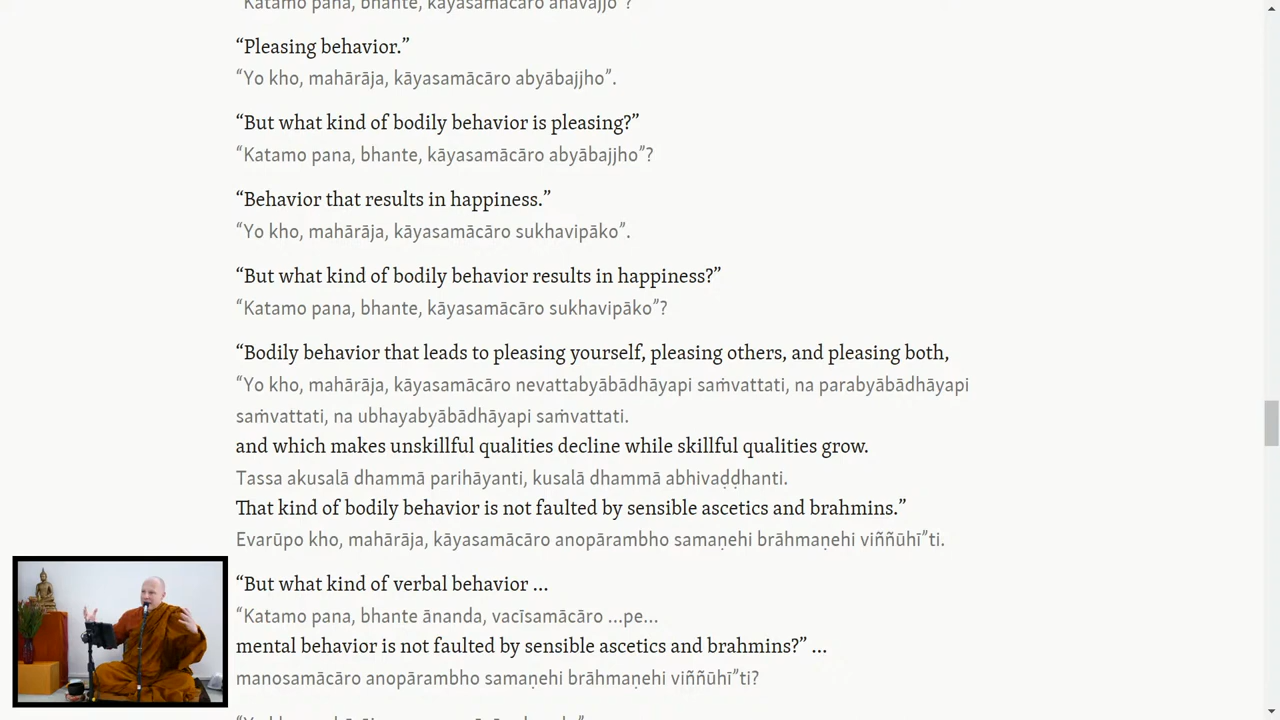 “Katamo pana, bhante, kāyasamācāro anavajjo”?
“Pleasing behavior.”
“Yo kho, mahārāja, kāyasamācāro abyābajjho”.
“But what kind of bodily behavior is pleasing?”
“Katamo pana, bhante, kāyasamācāro abyābajjho”?
“Behavior that results in happiness.”
“Yo kho, mahārāja, kāyasamācāro sukhavipāko”.
“But what kind of bodily behavior results in happiness?”
“Katamo pana, bhante, kāyasamācāro sukhavipāko”?
“Bodily behavior that leads to pleasing yourself, pleasing others, and pleasing both,
“Yo kho, mahārāja, kāyasamācāro nevattabyābādhāyapi saṁvattati, na parabyābādhāyapi
saṁvattati, na ubhayabyābādhāyapi saṁvattati.
and which makes unskillful qualities decline while skillful qualities grow.
Tassa akusalā dhammā parihāyanti, kusalā dhammā abhivaḍḍhanti.
That kind of bodily behavior is not faulted by sensible ascetics and brahmins.”
Evarūpo kho, mahārāja, kāyasamācāro anopārambho samaṇehi brāhmaṇehi viññūhī”ti.
“But what kind of verbal behavior …
“Katamo pana, bhante ānanda, vacīsamācāro …pe…
mental behavior is not faulted by sensible ascetics and brahmins?” …
manosamācāro anopārambho samaṇehi brāhmaṇehi viññūhī”ti?